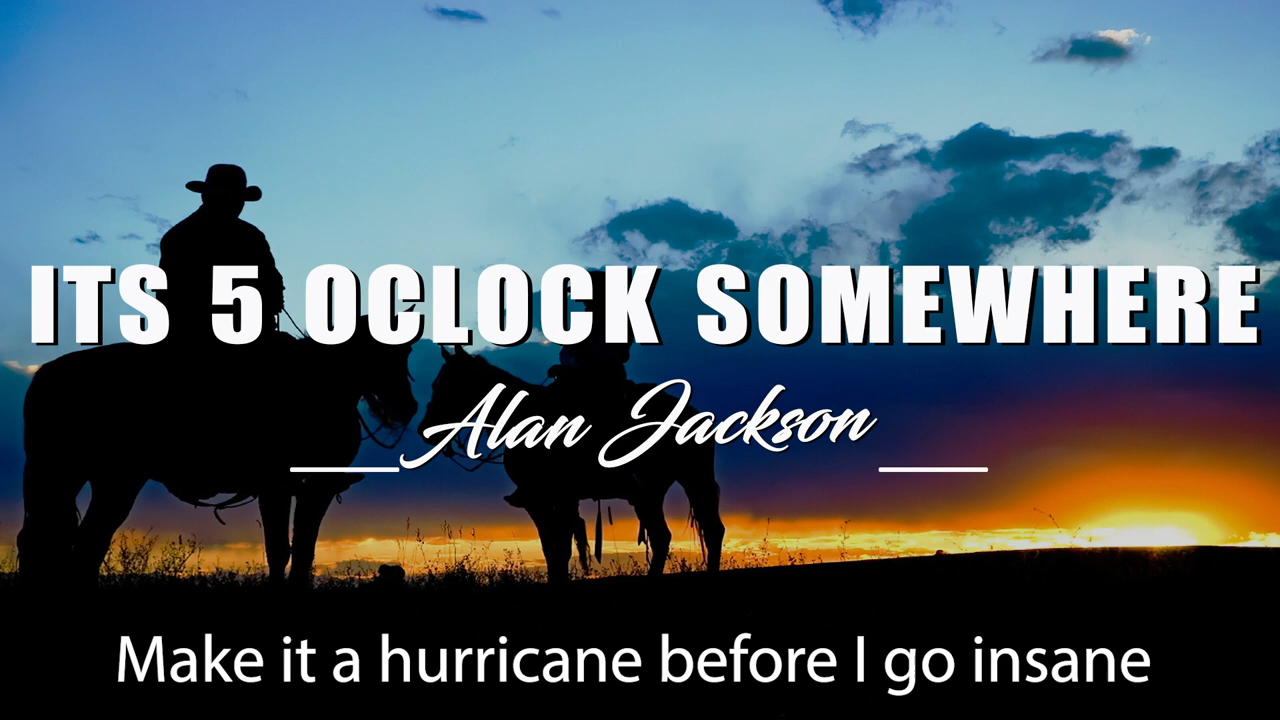 ITS 5 OCLOCK SOMEWHERE
Alan Jackson
Make it a hurricane before I go insane